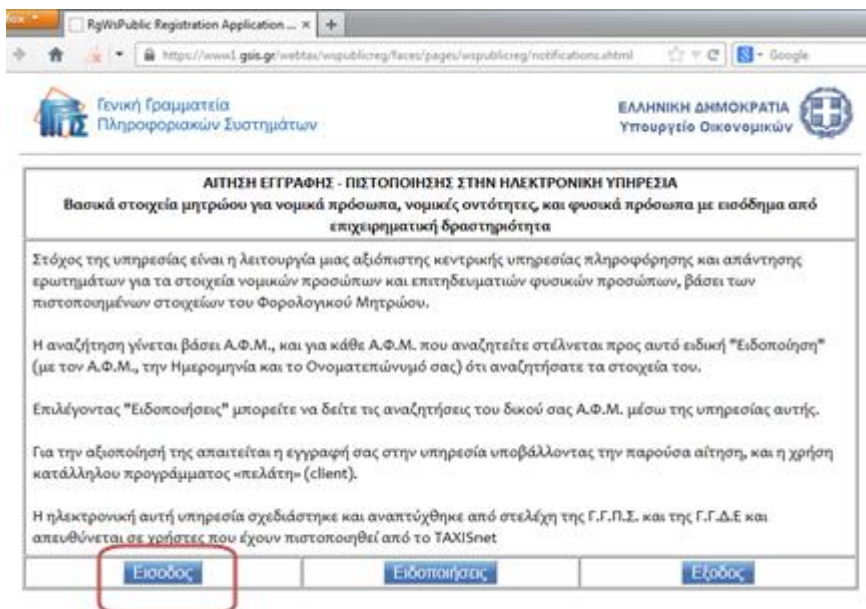 RgWsPublic Registration Application ... × +
https://www1.gsis.gr/webtax/wspublicreg/faces/pages/wspublicreg/notifications.xhtml
Google
Γενική Γραμματεία
Πληροφοριακών Συστημάτων
ΕΛΛΗΝΙΚΗ ΔΗΜΟΚΡΑΤΙΑ
Υπουργείο Οικονομικών
ΑΙΤΗΣΗ ΕΓΓΡΑΦΗΣ - ΠΙΣΤΟΠΟΙΗΣΗΣ ΣΤΗΝ ΗΛΕΚΤΡΟΝΙΚΗ ΥΠΗΡΕΣΙΑ
Βασικά στοιχεία μητρώου για νομικά πρόσωπα, νομικές οντότητες, και φυσικά πρόσωπα με εισόδημα από
επιχειρηματική δραστηριότητα
Στόχος της υπηρεσίας είναι η λειτουργία μιας αξιόπιστης κεντρικής υπηρεσίας πληροφόρησης και απάντησης
ερωτημάτων για τα στοιχεία νομικών προσώπων και επιτηδευματιών φυσικών προσώπων, βάσει των
πιστοποιημένων στοιχείων του Φορολογικού Μητρώου.
Η αναζήτηση γίνεται βάσει Α.Φ.Μ., και για κάθε Α.Φ.Μ. που αναζητείτε στέλνεται προς αυτό ειδική "Ειδοποίηση"
(με τον Α.Φ.Μ., την Ημερομηνία και το Ονοματεπώνυμό σας) ότι αναζητήσατε τα στοιχεία του.
Επιλέγοντας "Ειδοποιήσεις" μπορείτε να δείτε τις αναζητήσεις του δικού σας Α.Φ.Μ. μέσω της υπηρεσίας αυτής.
Για την αξιοποίησή της απαιτείται η εγγραφή σας στην υπηρεσία υποβάλλοντας την παρούσα αίτηση, και η χρήση
κατάλληλου προγράμματος «πελάτη» (client).
Η ηλεκτρονική αυτή υπηρεσία σχεδιάστηκε και αναπτύχθηκε από στελέχη της Γ.Γ.Π.Σ. και της Γ.Γ.Δ.Ε και
απευθύνεται σε χρήστες που έχουν πιστοποιηθεί από το TAXISnet
Εισοδος Ειδοποιήσεις Εξοδος